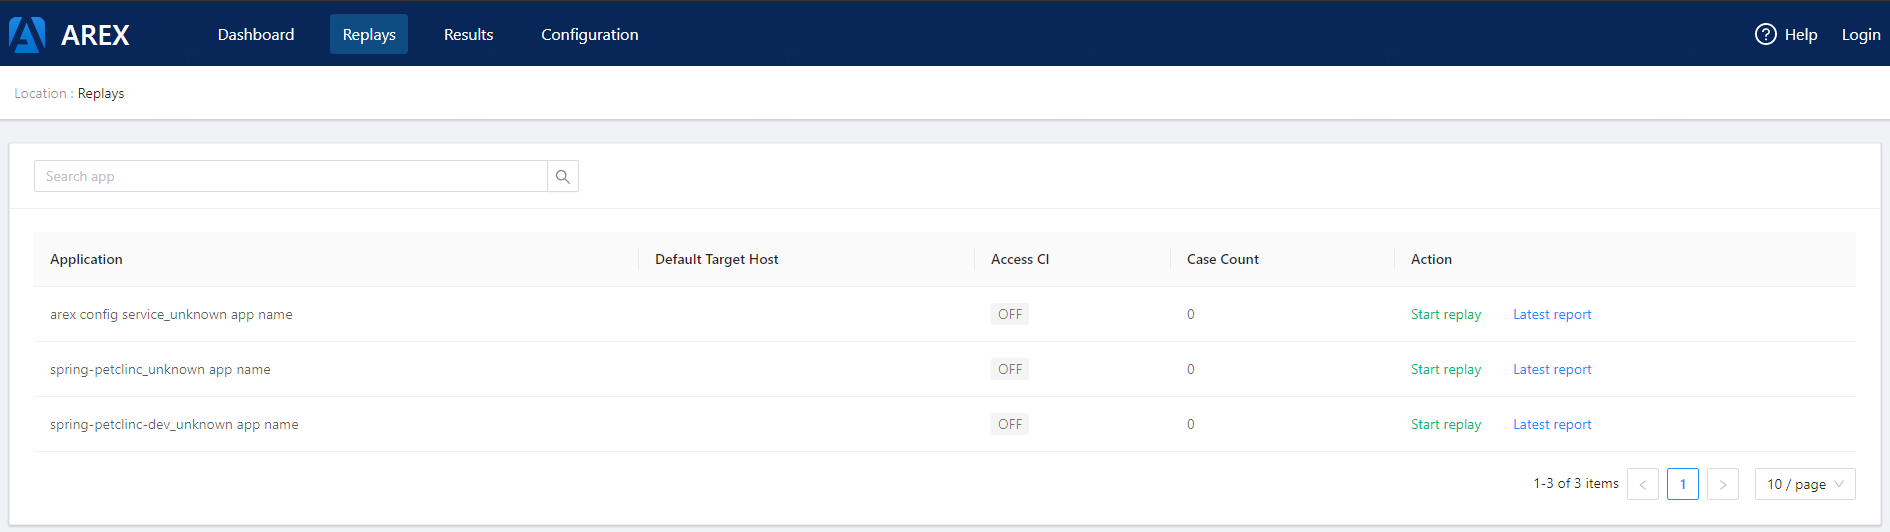 AREX Dashboard Replays Results Configuration Help Login
Location : Replays
Search app
Application Default Target Host Access CI Case Count Action
arex config service_unknown app name OFF 0 Start replay Latest report
spring-petclinc_unknown app name OFF 0 Start replay Latest report
spring-petclinc-dev_unknown app name OFF 0 Start replay Latest report
1-3 of 3 items < 1 > 10 / page